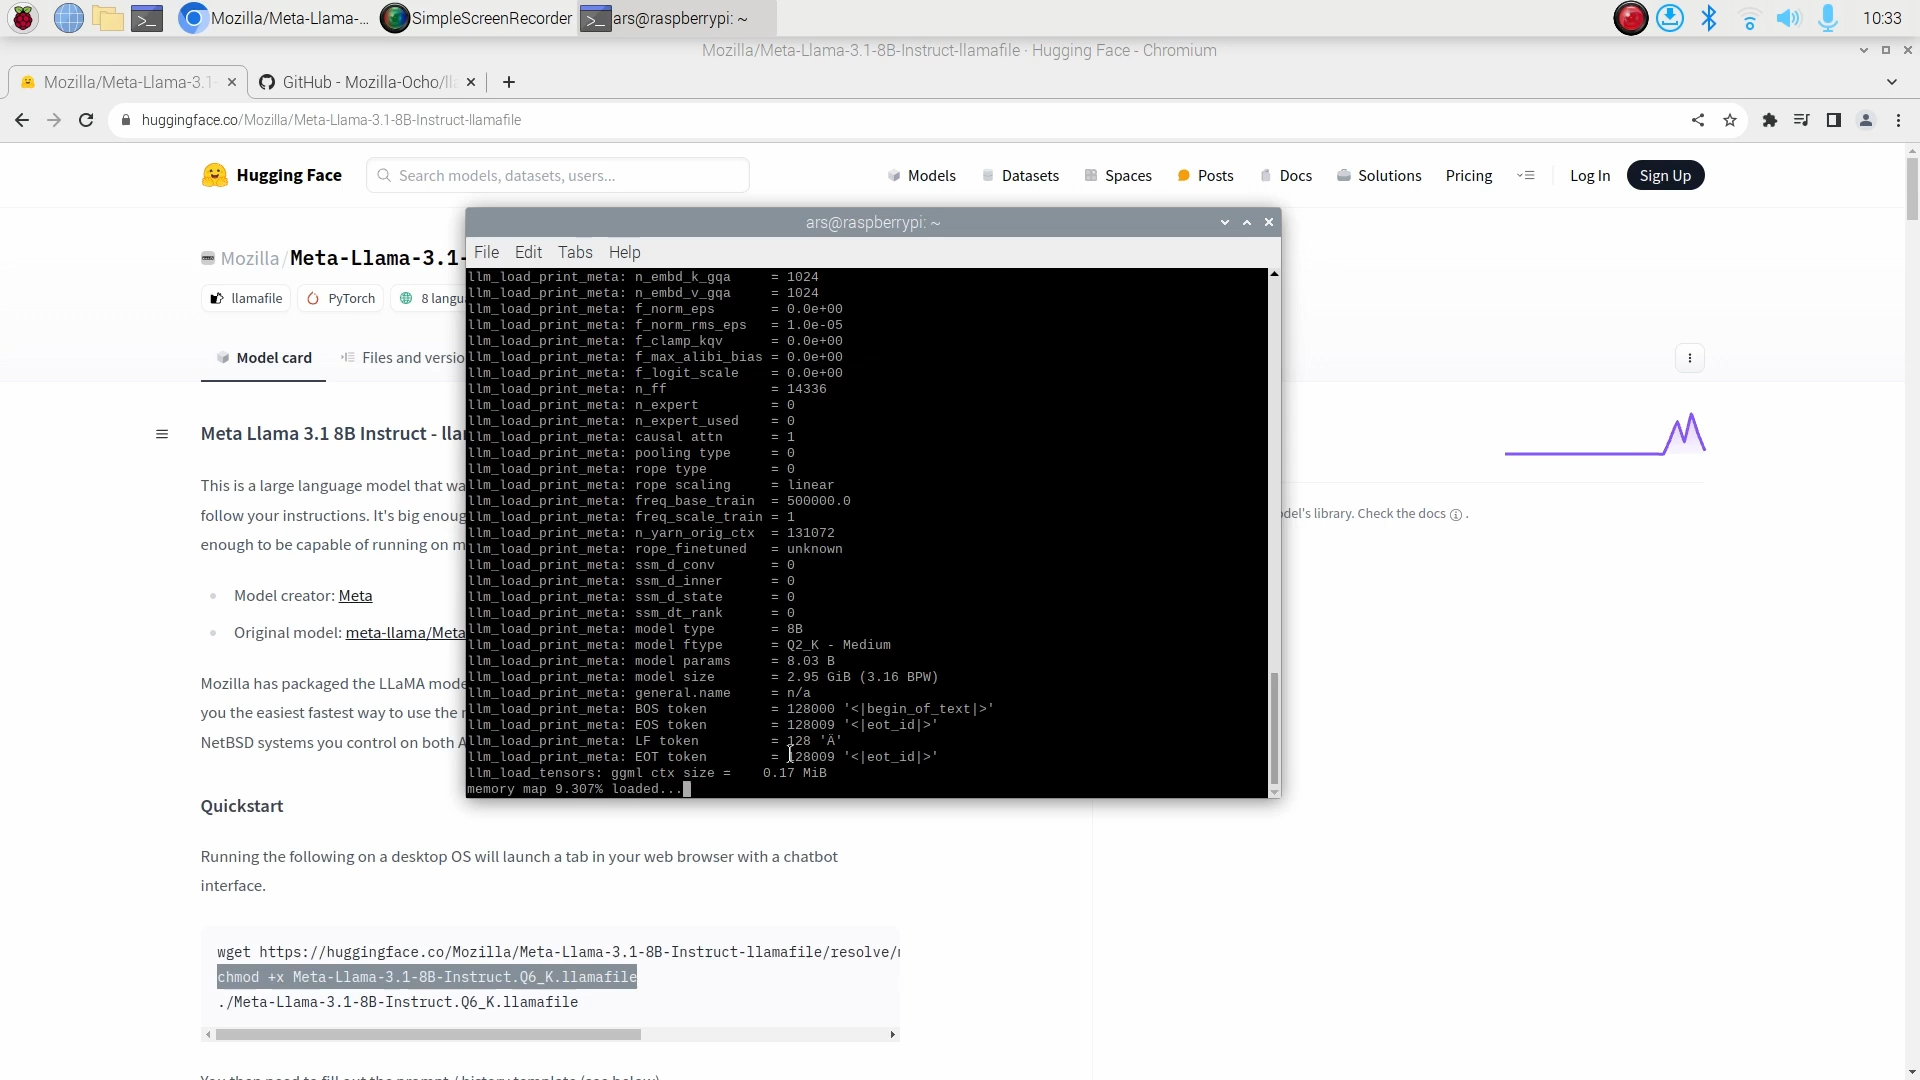 Mozilla/Meta-Llama-... SimpleScreenRecorder ars@raspberrypi: ~ 10:33
Mozilla/Meta-Llama-3.1-8B-Instruct-llamafile · Hugging Face - Chromium
Mozilla/Meta-Llama-3.1- GitHub - Mozilla-Ocho/lla
huggingface.co/Mozilla/Meta-Llama-3.1-8B-Instruct-llamafile
Hugging Face Search models, datasets, users... Models Datasets Spaces Posts Docs Solutions Pricing Log In Sign Up
Mozilla/Meta-Llama-3.1-
llamafile PyTorch 8 langu
Model card Files and versio
Meta Llama 3.1 8B Instruct - llam
This is a large language model that wa
follow your instructions. It's big enoug
enough to be capable of running on m
Model creator: Meta
Original model: meta-llama/Meta
Mozilla has packaged the LLaMA mode
you the easiest fastest way to use the
NetBSD systems you control on both A
Quickstart
Running the following on a desktop OS will launch a tab in your web browser with a chatbot
interface.
wget https://huggingface.co/Mozilla/Meta-Llama-3.1-8B-Instruct-llamafile/resolve/
chmod +x Meta-Llama-3.1-8B-Instruct.Q6_K.llamafile
./Meta-Llama-3.1-8B-Instruct.Q6_K.llamafile
You then need to fill out the prompt / history template (see below)
del's library. Check the docs
ars@raspberrypi: ~
File Edit Tabs Help
llm_load_print_meta: n_embd_k_gqa = 1024
llm_load_print_meta: n_embd_v_gqa = 1024
llm_load_print_meta: f_norm_eps = 0.0e+00
llm_load_print_meta: f_norm_rms_eps = 1.0e-05
llm_load_print_meta: f_clamp_kqv = 0.0e+00
llm_load_print_meta: f_max_alibi_bias = 0.0e+00
llm_load_print_meta: f_logit_scale = 0.0e+00
llm_load_print_meta: n_ff = 14336
llm_load_print_meta: n_expert = 0
llm_load_print_meta: n_expert_used = 0
llm_load_print_meta: causal attn = 1
llm_load_print_meta: pooling type = 0
llm_load_print_meta: rope type = 0
llm_load_print_meta: rope scaling = linear
llm_load_print_meta: freq_base_train = 500000.0
llm_load_print_meta: freq_scale_train = 1
llm_load_print_meta: n_yarn_orig_ctx = 131072
llm_load_print_meta: rope_finetuned = unknown
llm_load_print_meta: ssm_d_conv = 0
llm_load_print_meta: ssm_d_inner = 0
llm_load_print_meta: ssm_d_state = 0
llm_load_print_meta: ssm_dt_rank = 0
llm_load_print_meta: model type = 8B
llm_load_print_meta: model ftype = Q2_K - Medium
llm_load_print_meta: model params = 8.03 B
llm_load_print_meta: model size = 2.95 GiB (3.16 BPW)
llm_load_print_meta: general.name = n/a
llm_load_print_meta: BOS token = 128000 '<|begin_of_text|>'
llm_load_print_meta: EOS token = 128009 '<|eot_id|>'
llm_load_print_meta: LF token = 128 'Ä'
llm_load_print_meta: EOT token = 128009 '<|eot_id|>'
llm_load_tensors: ggml ctx size = 0.17 MiB
memory map 9.307% loaded...